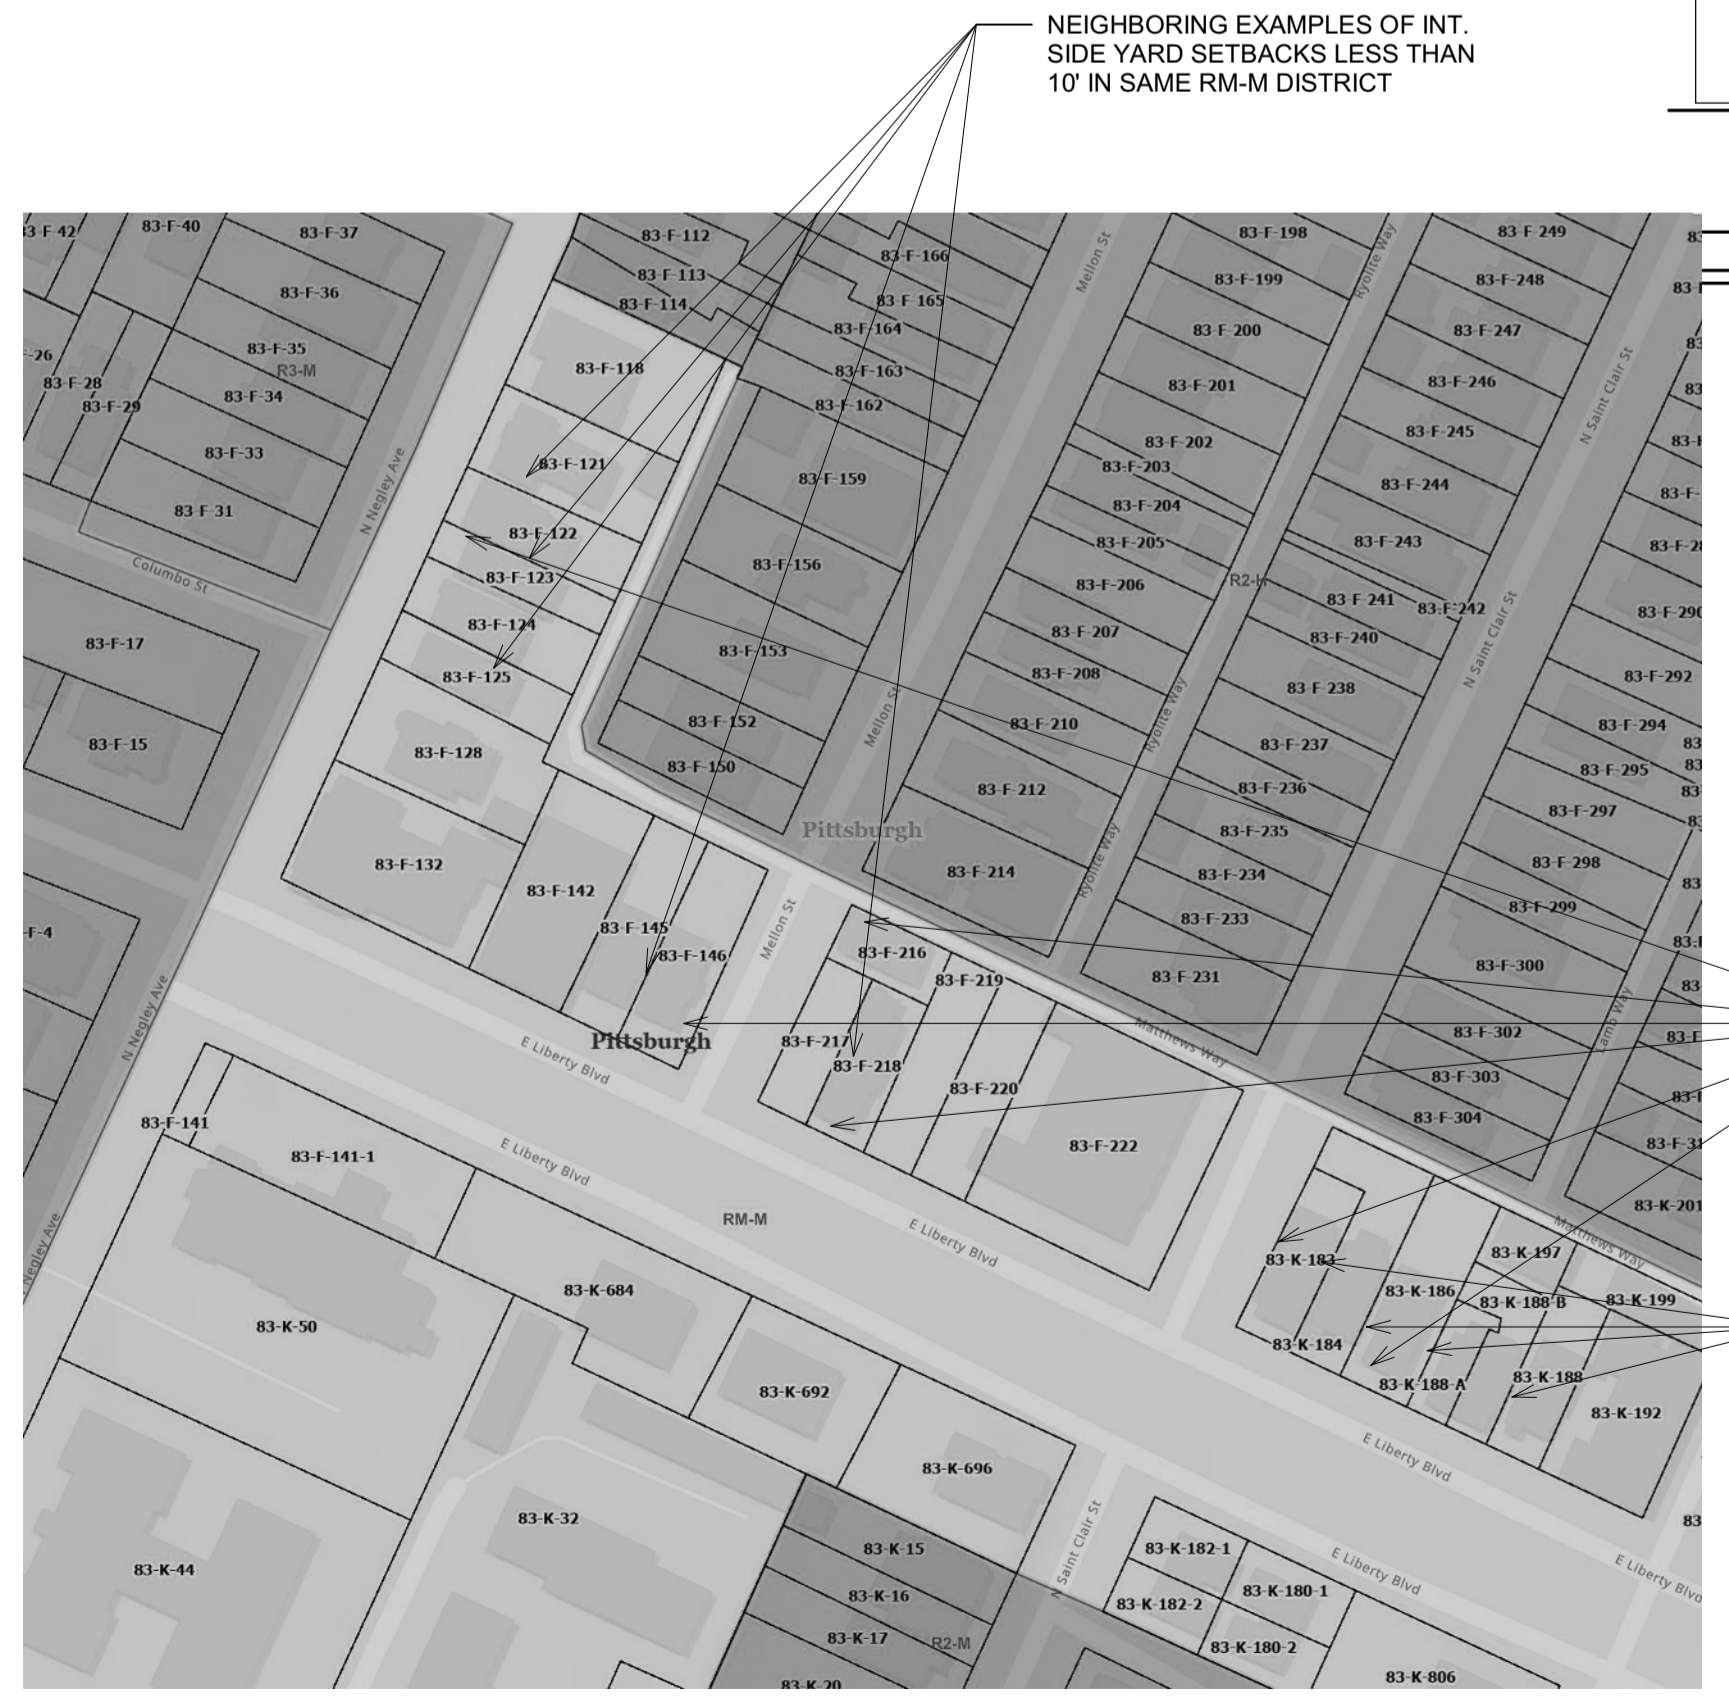 NEIGHBORING EXAMPLES OF INT.
SIDE YARD SETBACKS LESS THAN
10' IN SAME RM-M DISTRICT
83-F-40
83-F-37
83-F-36
83-F-35
R3-M
83-F-34
83-F-33
83-F-31
83-F-28
83-F-29
Columbo St
N Negley Ave
83-F-17
83-F-15
83-F-112
83-F-113
83-F-114
83-F-118
83-F-121
83-F-122
83-F-123
83-F-124
83-F-125
83-F-128
83-F-132
83-F-142
83-F-145
83-F-146
83-F-166
83-F-165
83-F-164
83-F-163
83-F-162
83-F-159
83-F-156
83-F-153
83-F-152
83-F-150
Mellon St
Mellon St
Mellon St
Pittsburgh
Pittsburgh
83-F-198
83-F-199
83-F-200
83-F-201
83-F-202
83-F-203
83-F-204
83-F-205
83-F-206
83-F-207
83-F-208
83-F-210
83-F-212
83-F-214
Ryolite Way
Ryolite Way
Ryolite Way
R2-H
83-F-249
83-F-248
83-F-247
83-F-246
83-F-245
83-F-244
83-F-243
83-F-241
83-F-242
83-F-240
83-F-238
83-F-237
83-F-236
83-F-235
83-F-234
83-F-233
83-F-231
N Saint Clair St
N Saint Clair St
83-F-290
83-F-292
83-F-294
83-F-295
83-F-297
83-F-298
83-F-299
83-F-300
83-F-302
83-F-303
83-F-304
Lamb Way
83-K-201
83-F-216
83-F-219
83-F-217
83-F-218
83-F-220
83-F-222
Matthews Way
Matthews Way
N Negley Ave
E Liberty Blvd
E Liberty Blvd
E Liberty Blvd
RM-M
83-F-141
83-F-141-1
83-K-50
83-K-684
83-K-692
83-K-696
83-K-183
83-K-184
83-K-186
83-K-197
83-K-188-B
83-K-199
83-K-188-A
83-K-188
83-K-192
E Liberty Blvd
Negley Ave
83-K-44
83-K-32
83-K-15
83-K-16
83-K-17
R2-M
83-K-20
N Saint Clair St
83-K-182-1
83-K-182-2
83-K-180-1
83-K-180-2
83-K-806
E Liberty Blvd
E Liberty Blvd